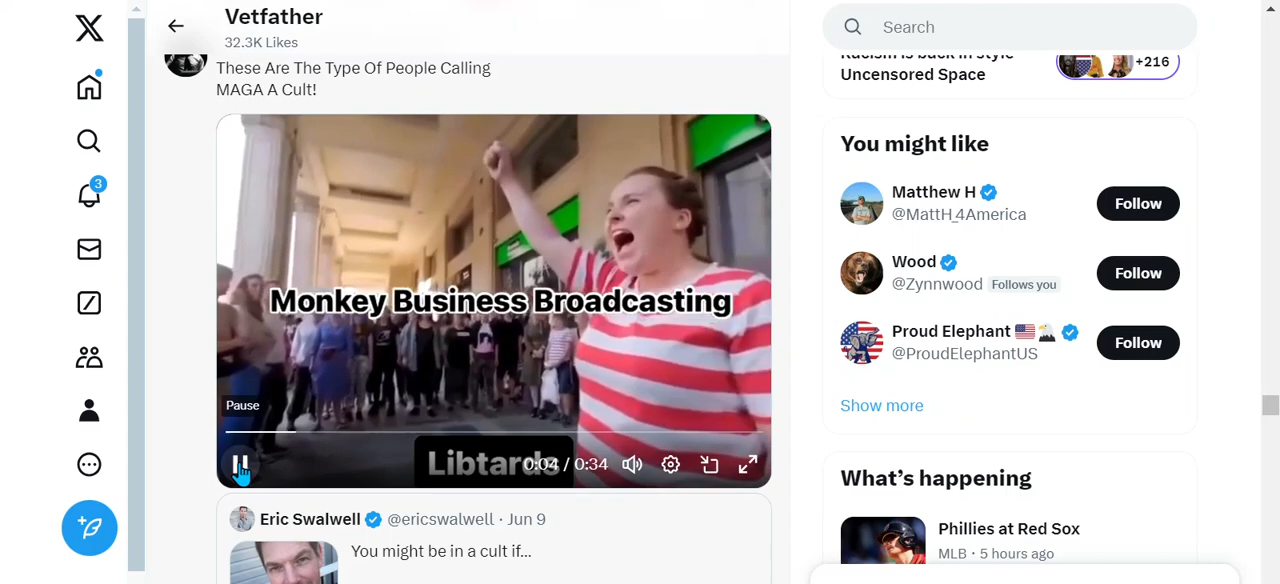 Vetfather
32.3K Likes
These Are The Type Of People Calling
MAGA A Cult!
Monkey Business Broadcasting
Pause
Libtards
0:04 / 0:34
Eric Swalwell @ericswalwell · Jun 9
You might be in a cult if...
3
Search
Racism is back in style
Uncensored Space
+216
You might like
Matthew H
@MattH_4America
Follow
Wood
@Zynnwood Follows you
Follow
Proud Elephant
@ProudElephantUS
Follow
Show more
What's happening
Phillies at Red Sox
MLB · 5 hours ago